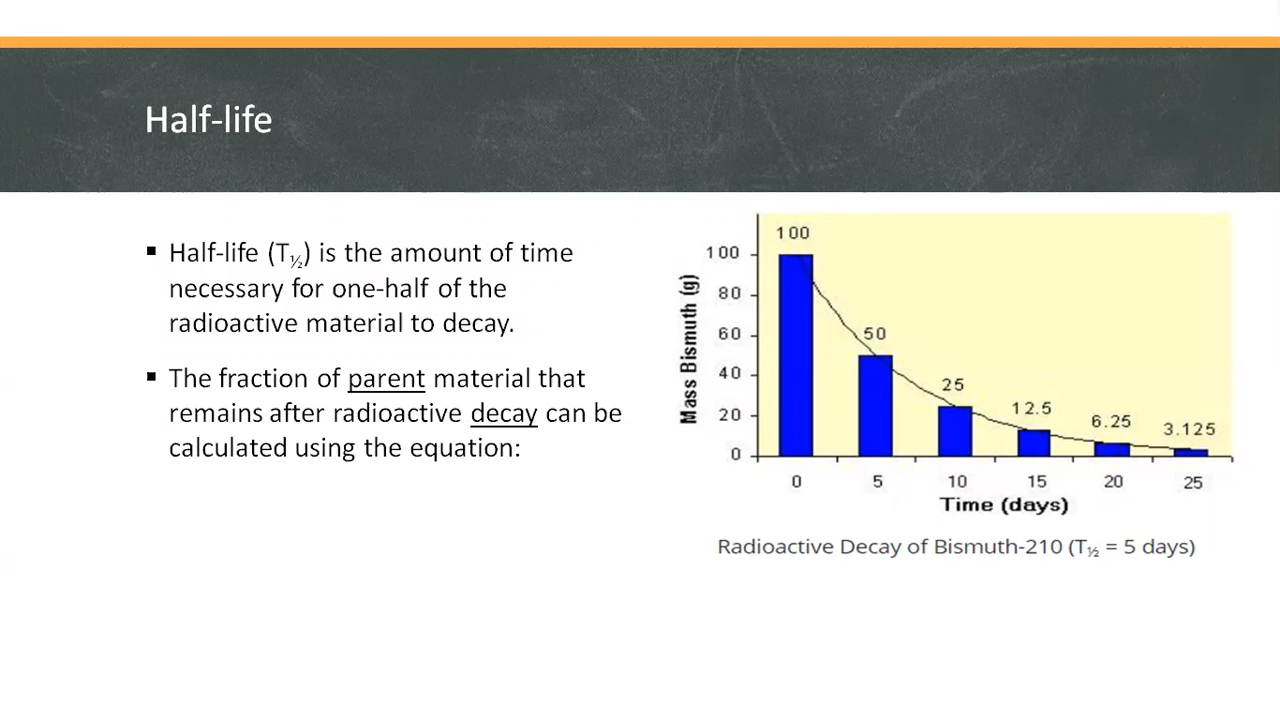 Half-life
▪ Half-life (T½) is the amount of time
necessary for one-half of the
radioactive material to decay.
▪ The fraction of parent material that
remains after radioactive decay can be
calculated using the equation:
Mass Bismuth (g)
100
80
60
40
20
0
100
50
25
12.5
6.25
3.125
0 5 10 15 20 25
Time (days)
Radioactive Decay of Bismuth-210 (T½ = 5 days)